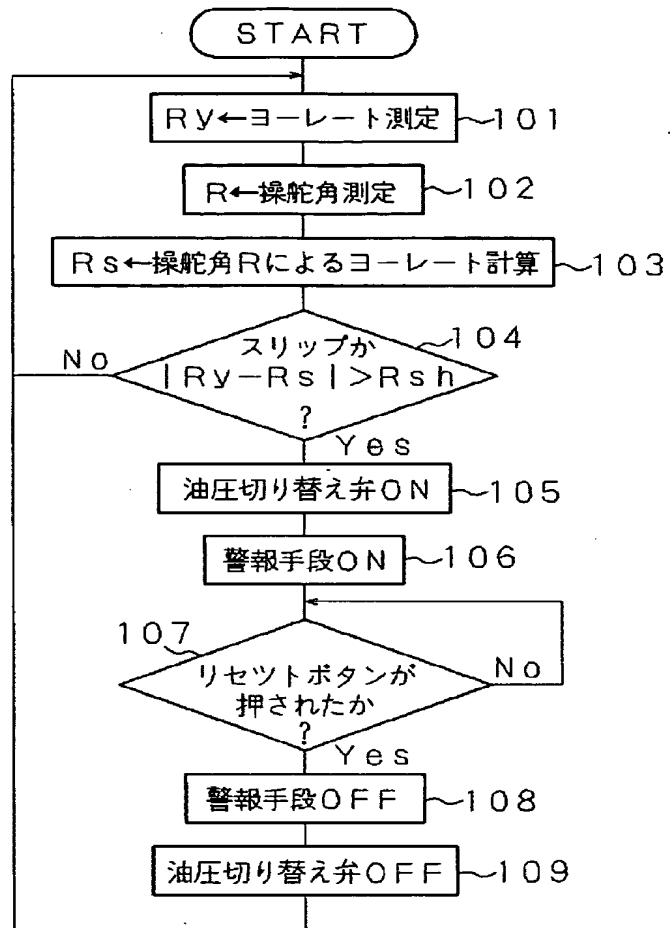 START
Ry←ヨーレート測定
101
R←操舵角測定
102
Rs←操舵角Rによるヨーレート計算
103
104
スリップか
No
|Ry−Rs|>Rsh
?
Yes
油圧切り替え弁ON
105
警報手段ON
106
107
リセツトボタンが
No
押されたか
?
Yes
警報手段OFF
108
油圧切り替え弁OFF
109